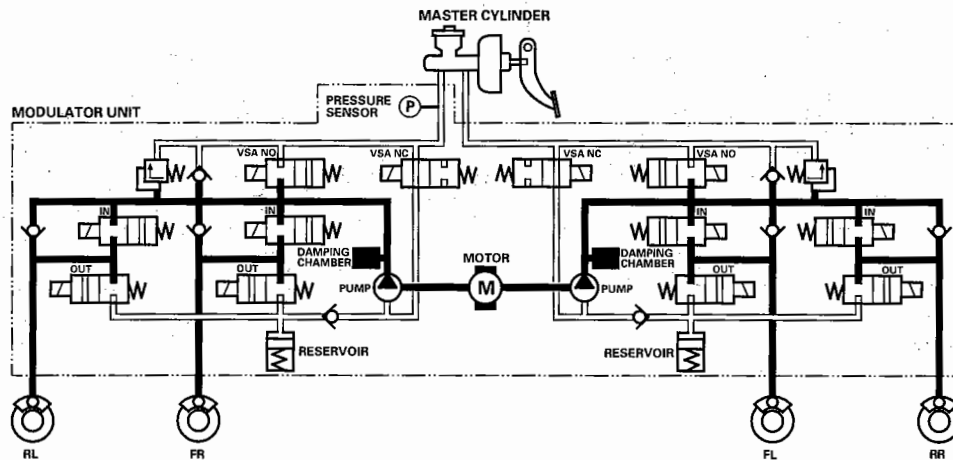 MASTER CYLINDER
PRESSURE
SENSOR
P
MODULATOR UNIT
VSA NO
VSA NC
VSA NC
VSA NO
IN
IN
IN
IN
DAMPING
CHAMBER
MOTOR
DAMPING
CHAMBER
OUT
OUT
OUT
OUT
PUMP
M
PUMP
RESERVOIR
RESERVOIR
RL
FR
FL
RR